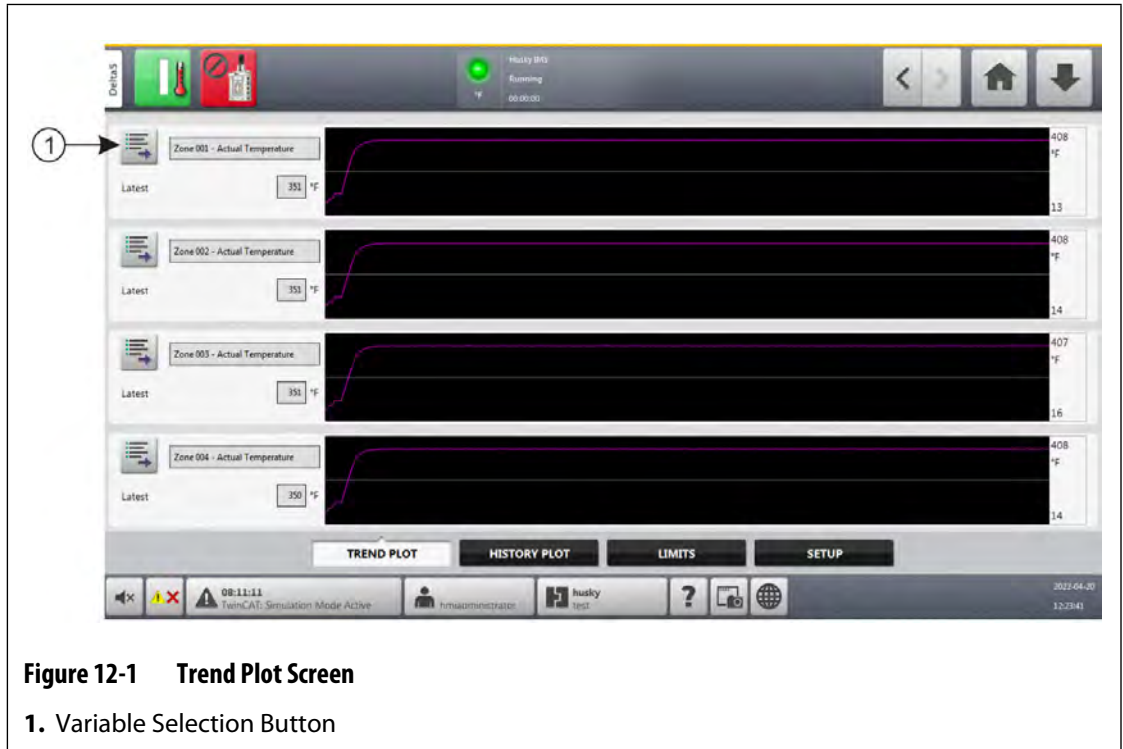 Delta5
Husky IMS
Running
°F
00:00:00
1
Zone 001 - Actual Temperature
Latest
351 °F
408
°F
13
Zone 002 - Actual Temperature
Latest
351 °F
408
°F
14
Zone 003 - Actual Temperature
Latest
351 °F
407
°F
16
Zone 004 - Actual Temperature
Latest
350 °F
408
°F
14
TREND PLOT
HISTORY PLOT
LIMITS
SETUP
08:11:11
TwinCAT: Simulation Mode Active
hmiadministrator
husky
test
?
2022-04-20
12:23:41
Figure 12-1 Trend Plot Screen
1. Variable Selection Button